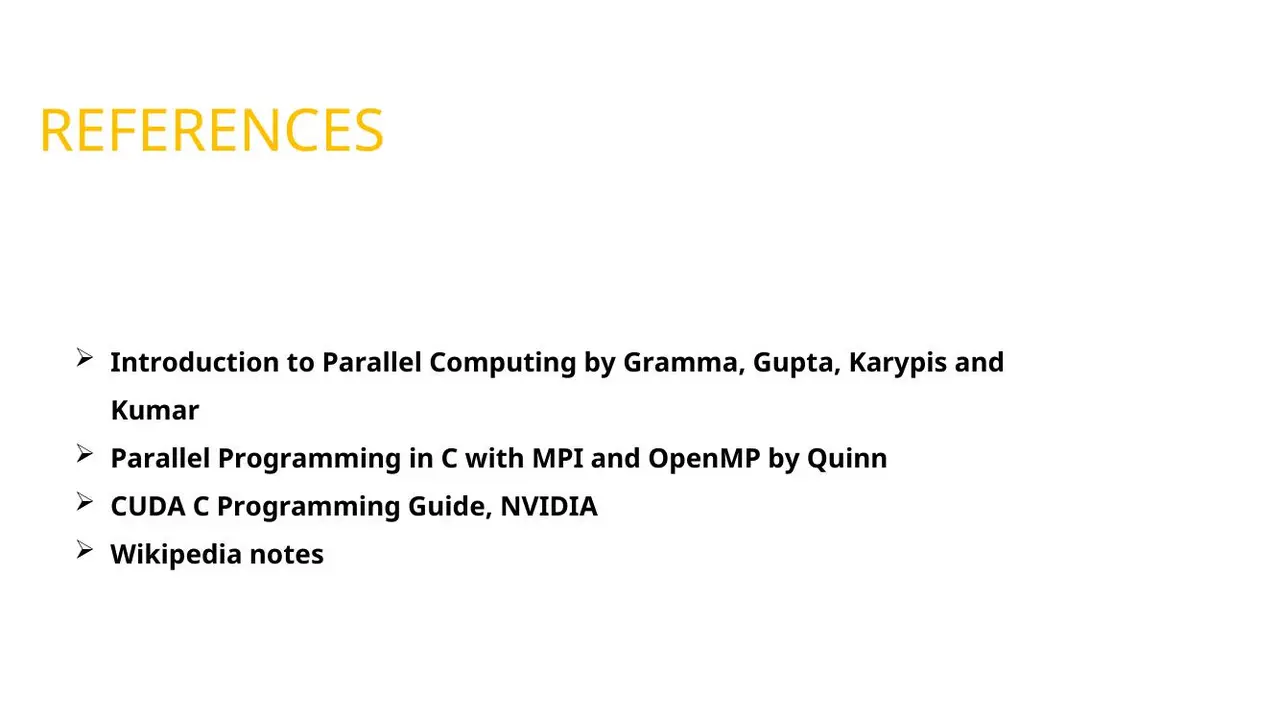 REFERENCES
➢ Introduction to Parallel Computing by Gramma, Gupta, Karypis and
Kumar
➢ Parallel Programming in C with MPI and OpenMP by Quinn
➢ CUDA C Programming Guide, NVIDIA
➢ Wikipedia notes